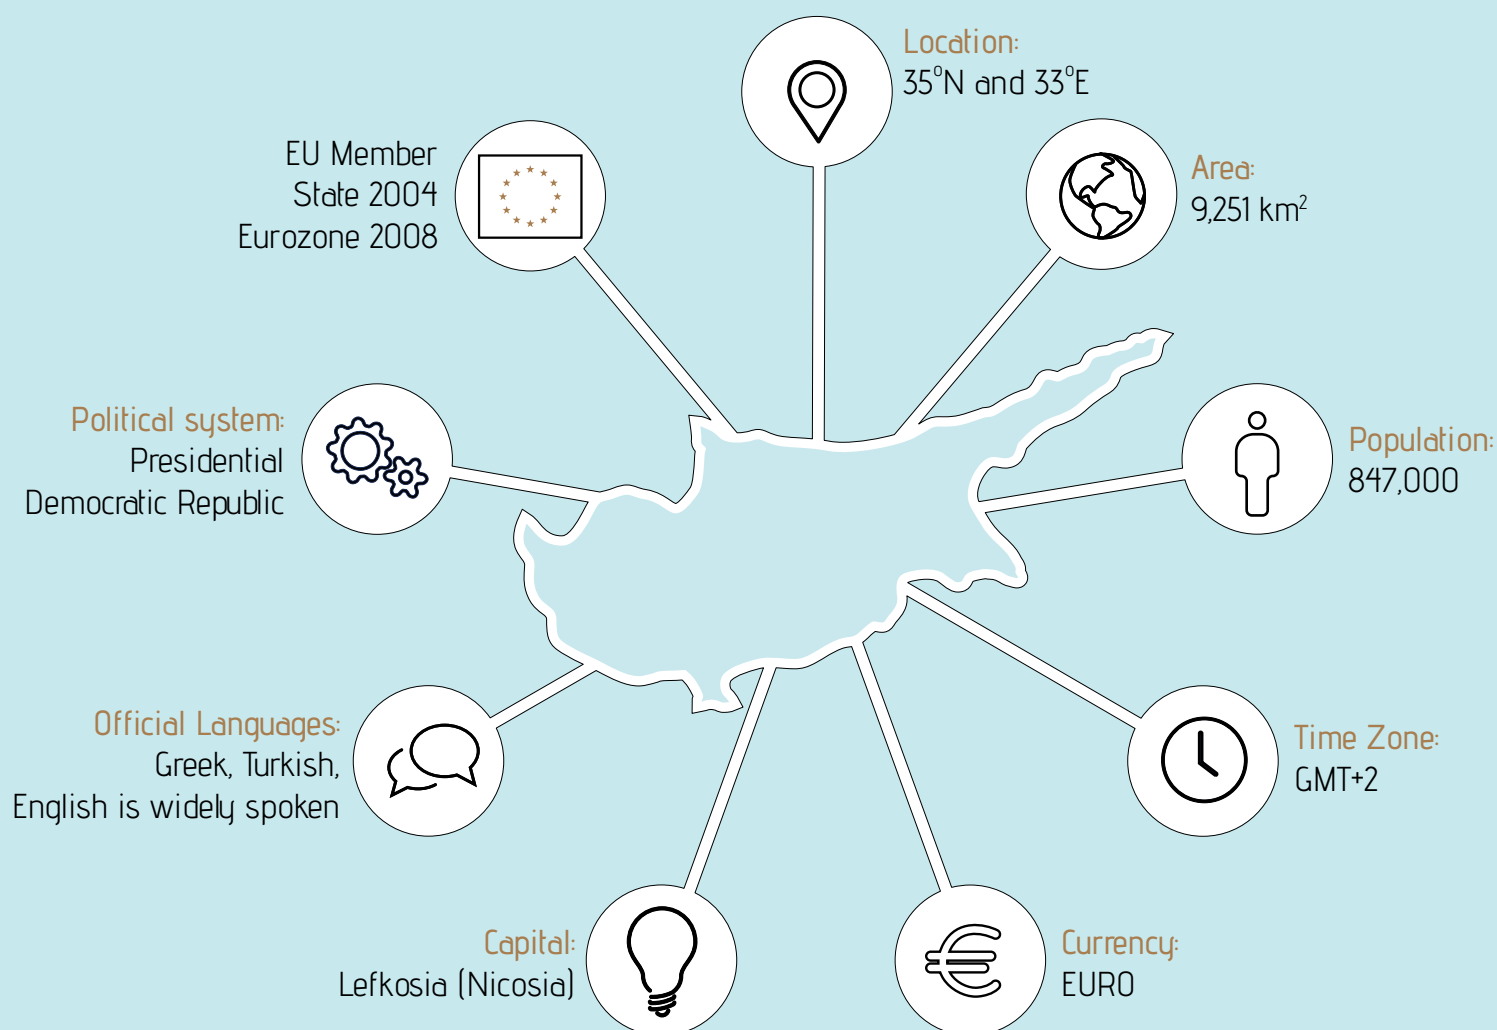 Location:
35°N and 33°E
EU Member
State 2004
Eurozone 2008
Area:
9,251 km²
Political system:
Presidential
Democratic Republic
Population:
847,000
Official Languages:
Greek, Turkish,
English is widely spoken
Time Zone:
GMT+2
Capital:
Lefkosia (Nicosia)
Currency:
EURO